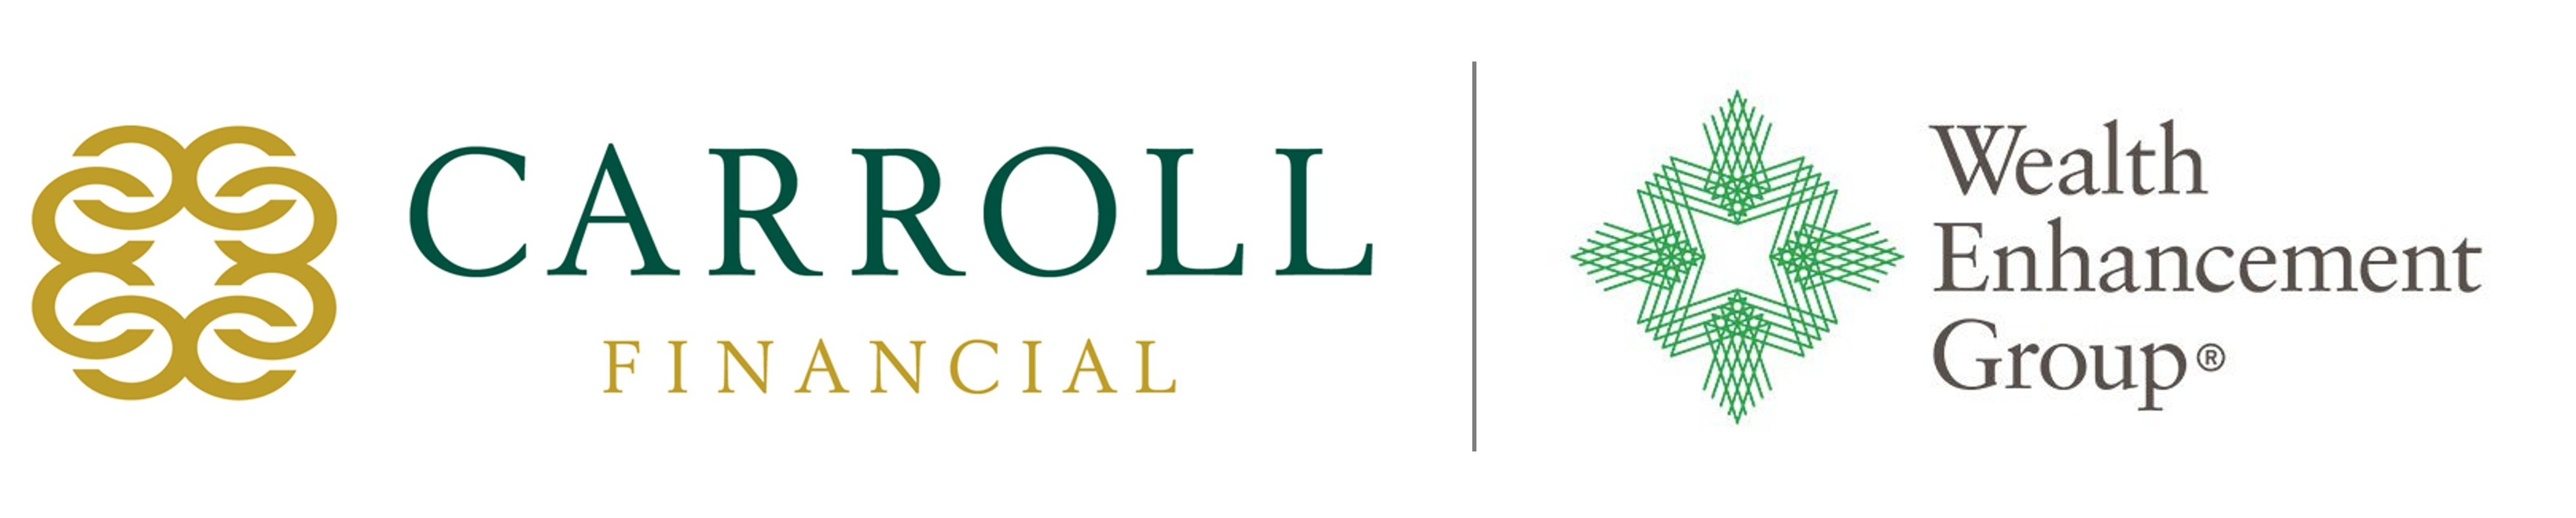 CARROLL
FINANCIAL
Wealth
Enhancement
Group®